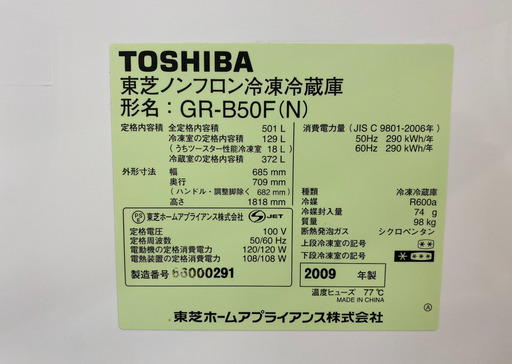 TOSHIBA
東芝ノンフロン冷凍冷蔵庫
形名：GR-B50F(N)
定格内容積 全定格内容積 501 L
冷凍室の定格内容積 129 L
(うちツースター性能冷凍室 18 L)
冷蔵室の定格内容積 372 L
外形寸法 幅 685 mm
奥行 709 mm
(ハンドル・調整脚除く 682 mm)
高さ 1818 mm
消費電力量(JIS C 9801-2006年)
50Hz 290 kWh/年
60Hz 290 kWh/年
種類 冷凍冷蔵庫
冷媒 R600a
冷媒封入量 74 g
質量 98 kg
断熱発泡ガス シクロペンタン
上段冷凍室の記号 **
下段冷凍室の記号 ****
PS E 東芝ホームアプライアンス株式会社 JET
定格電圧 100 V
定格周波数 50/60 Hz
電動機の定格消費電力 120/120 W
電熱装置の定格消費電力 108/108 W
製造番号 66000291
2009 年製
温度ヒューズ 77℃
MADE IN CHINA
東芝ホームアプライアンス株式会社
Ⓐ